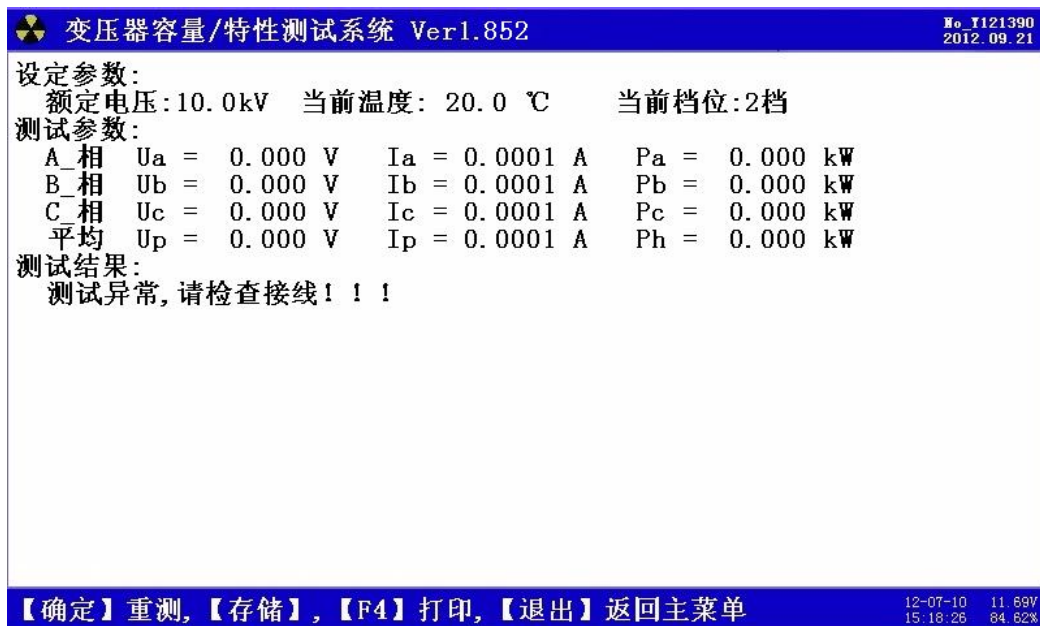 变压器容量/特性测试系统 Ver1.852
No_T121390
2012.09.21
设定参数:
额定电压:10.0kV 当前温度: 20.0 ℃ 当前档位:2档
测试参数:
A_相 Ua = 0.000 V Ia = 0.0001 A Pa = 0.000 kW
B_相 Ub = 0.000 V Ib = 0.0001 A Pb = 0.000 kW
C_相 Uc = 0.000 V Ic = 0.0001 A Pc = 0.000 kW
平均 Up = 0.000 V Ip = 0.0001 A Ph = 0.000 kW
测试结果:
测试异常,请检查接线!!!
【确定】重测,【存储】,【F4】打印,【退出】返回主菜单
12-07-10 11.69V
15:18:26 84.62%